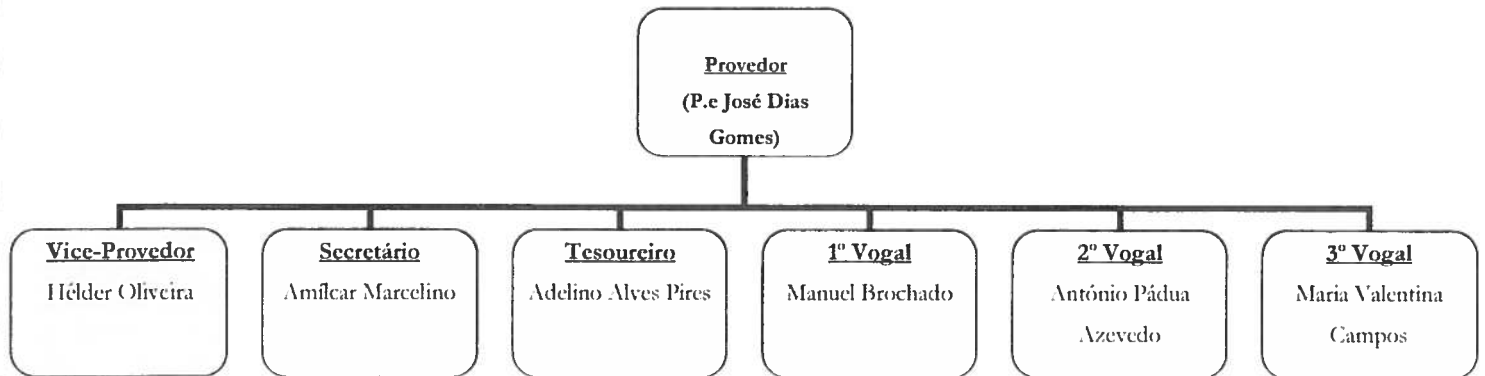 Provedor
(P.e José Dias
Gomes)
Vice-Provedor
Hélder Oliveira
Secretário
Amílcar Marcelino
Tesoureiro
Adelino Alves Pires
1º Vogal
Manuel Brochado
2º Vogal
António Pádua
Azevedo
3º Vogal
Maria Valentina
Campos